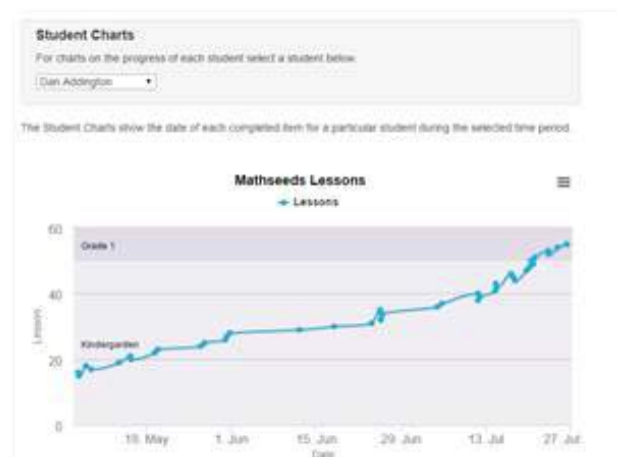 Student Charts
For charts on the progress of each student select a student below.
Dan Addington
The Student Charts show the date of each completed item for a particular student during the selected time period.
Mathseeds Lessons
Lessons
60
Grade 1
40
Lesson
Kindergarden
20
0
18. May
1. Jun
15. Jun
29. Jun
13. Jul
27. Jul
Date